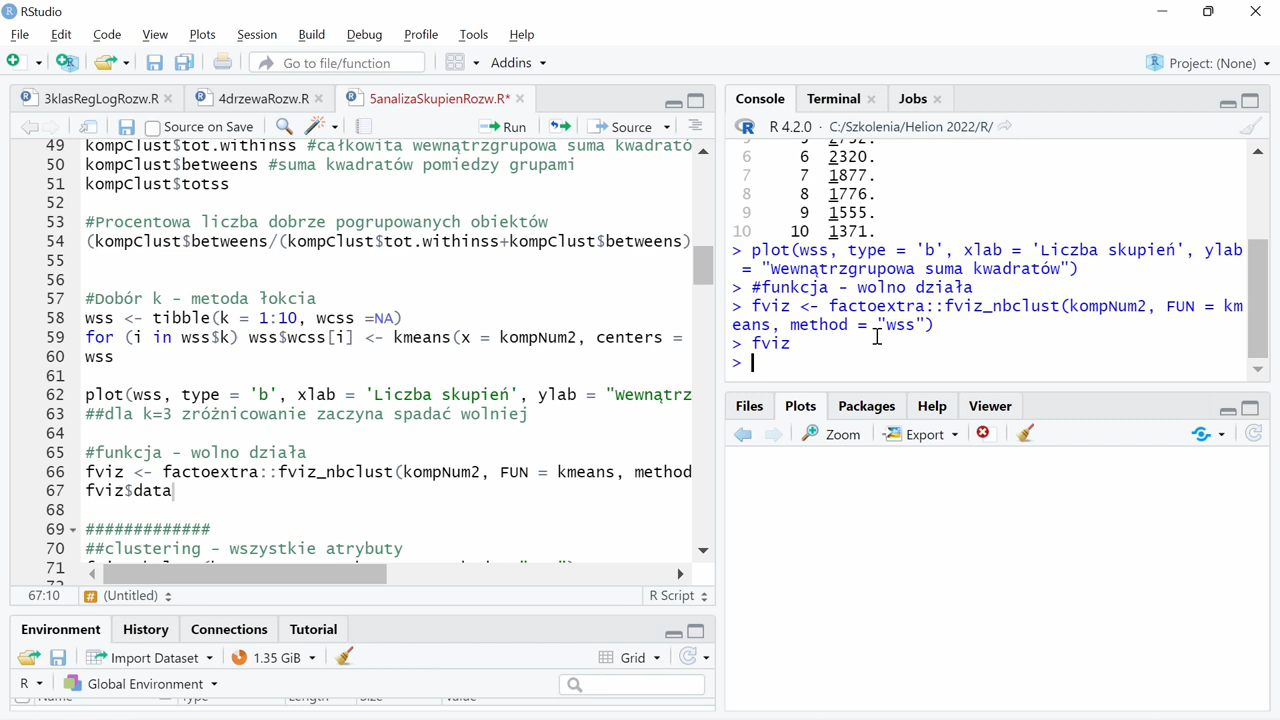 RStudio
File Edit Code View Plots Session Build Debug Profile Tools Help
Go to file/function Addins Project: (None)
3klasRegLogRozw.R 4drzewaRozw.R 5analizaSkupienRozw.R*
Source on Save Run Source
49 kompClust$tot.withinss #całkowita wewnątrzgrupowa suma kwadrató
50 kompClust$betweens #suma kwadratów pomiedzy grupami
51 kompClust$totss
52
53 #Procentowa liczba dobrze pogrupowanych obiektów
54 (kompClust$betweens/(kompClust$tot.withinss+kompClust$betweens)
55
56
57 #Dobór k - metoda łokcia
58 wss <- tibble(k = 1:10, wcss =NA)
59 for (i in wss$k) wss$wcss[i] <- kmeans(x = kompNum2, centers =
60 wss
61
62 plot(wss, type = 'b', xlab = 'Liczba skupień', ylab = "Wewnątrz
63 ##dla k=3 zróżnicowanie zaczyna spadać wolniej
64
65 #funkcja - wolno działa
66 fviz <- factoextra::fviz_nbclust(kompNum2, FUN = kmeans, method
67 fviz$data
68
69 #############
70 ##clustering - wszystkie atrybuty
71
67:10 (Untitled) R Script
Environment History Connections Tutorial
Import Dataset 1.35 GiB Grid
R Global Environment
Console Terminal Jobs
R 4.2.0 · C:/Szkolenia/Helion 2022/R/
6 6 2320.
7 7 1877.
8 8 1776.
9 9 1555.
10 10 1371.
> plot(wss, type = 'b', xlab = 'Liczba skupień', ylab
= "Wewnątrzgrupowa suma kwadratów")
> #funkcja - wolno działa
> fviz <- factoextra::fviz_nbclust(kompNum2, FUN = km
eans, method = "wss")
> fviz
>
Files Plots Packages Help Viewer
Zoom Export